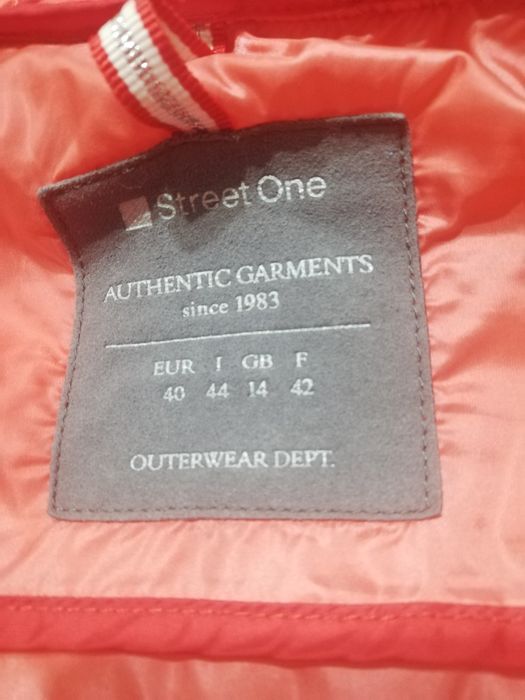 Street One
AUTHENTIC GARMENTS
since 1983
EUR I GB F
40 44 14 42
OUTERWEAR DEPT.